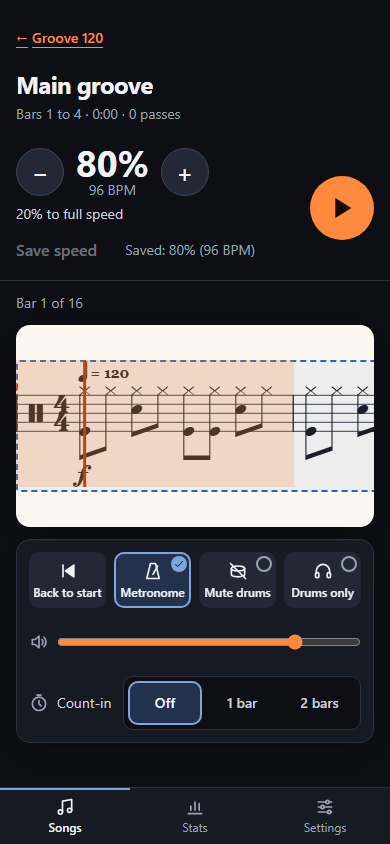 ← Groove 120
Main groove
Bars 1 to 4 · 0:00 · 0 passes
− 80% +
96 BPM
20% to full speed
Save speed Saved: 80% (96 BPM)
Bar 1 of 16
= 120
4
4
f
Back to start Metronome Mute drums Drums only
Count-in Off 1 bar 2 bars
Songs Stats Settings